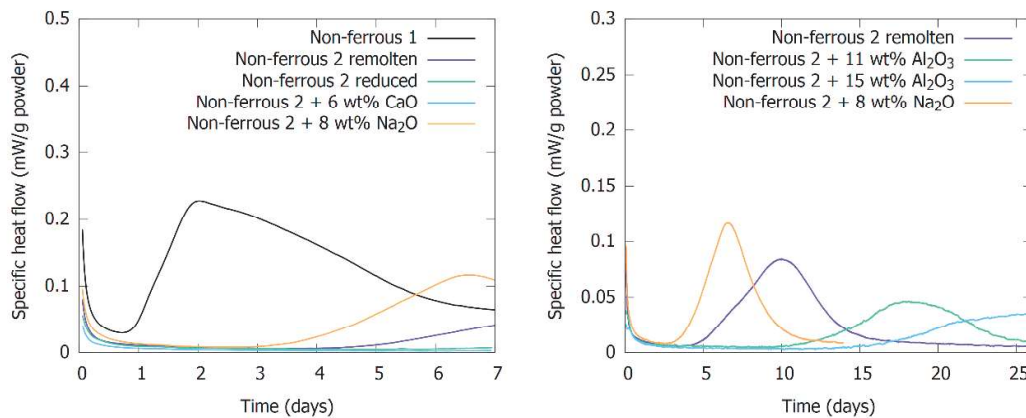 0.5
0.4
0.3
0.2
0.1
0
Specific heat flow (mW/g powder)
Non-ferrous 1
Non-ferrous 2 remolten
Non-ferrous 2 reduced
Non-ferrous 2 + 6 wt% CaO
Non-ferrous 2 + 8 wt% Na₂O
0 1 2 3 4 5 6 7
Time (days)
0.3
0.25
0.2
0.15
0.1
0.05
0
Specific heat flow (mW/g powder)
Non-ferrous 2 remolten
Non-ferrous 2 + 11 wt% Al₂O₃
Non-ferrous 2 + 15 wt% Al₂O₃
Non-ferrous 2 + 8 wt% Na₂O
0 5 10 15 20 25
Time (days)